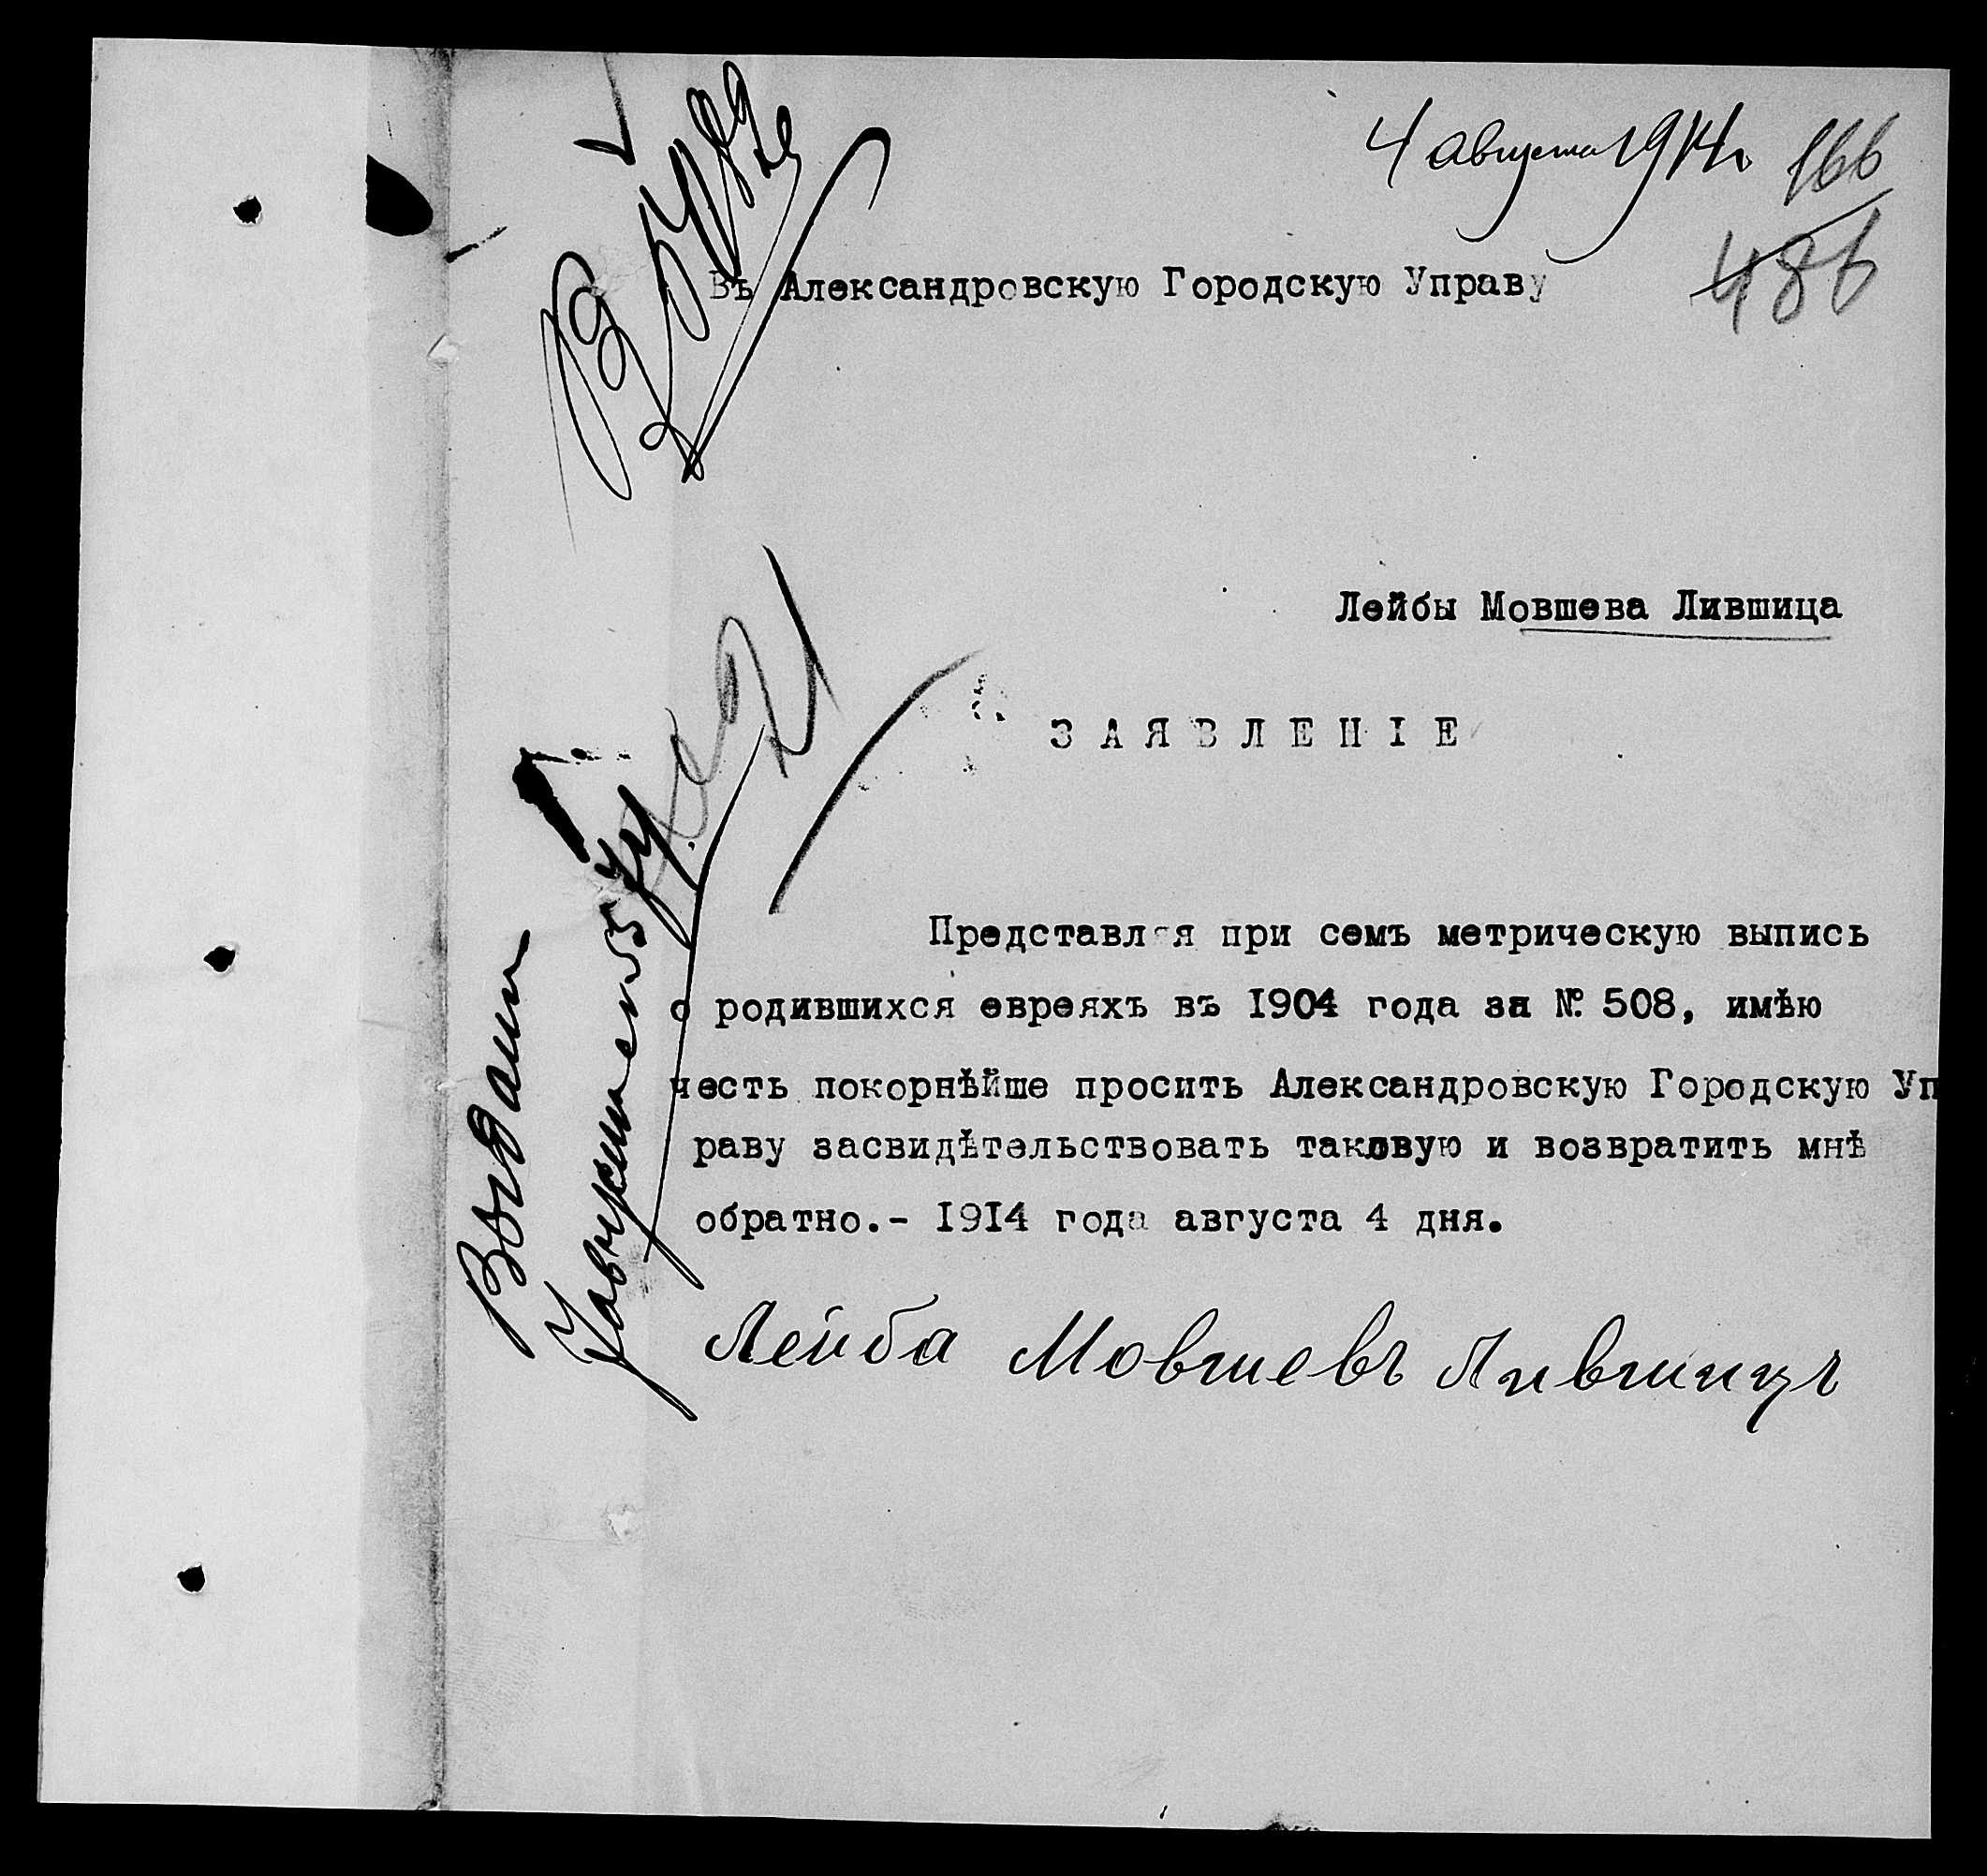 4 августа 1914 г.
166
486
Въ Александровскую Городскую Управу
Лейбы Мовшева Лившица
ЗАЯВЛЕНІЕ
Представляя при семъ метрическую выпись
о родившихся евреяхъ въ 1904 года за № 508, имѣю
честь покорнѣйше просить Александровскую Городскую Уп
раву засвидѣтельствовать таковую и возвратить мнѣ
обратно.- 1914 года августа 4 дня.
Лейба Мовшевъ Лившицъ